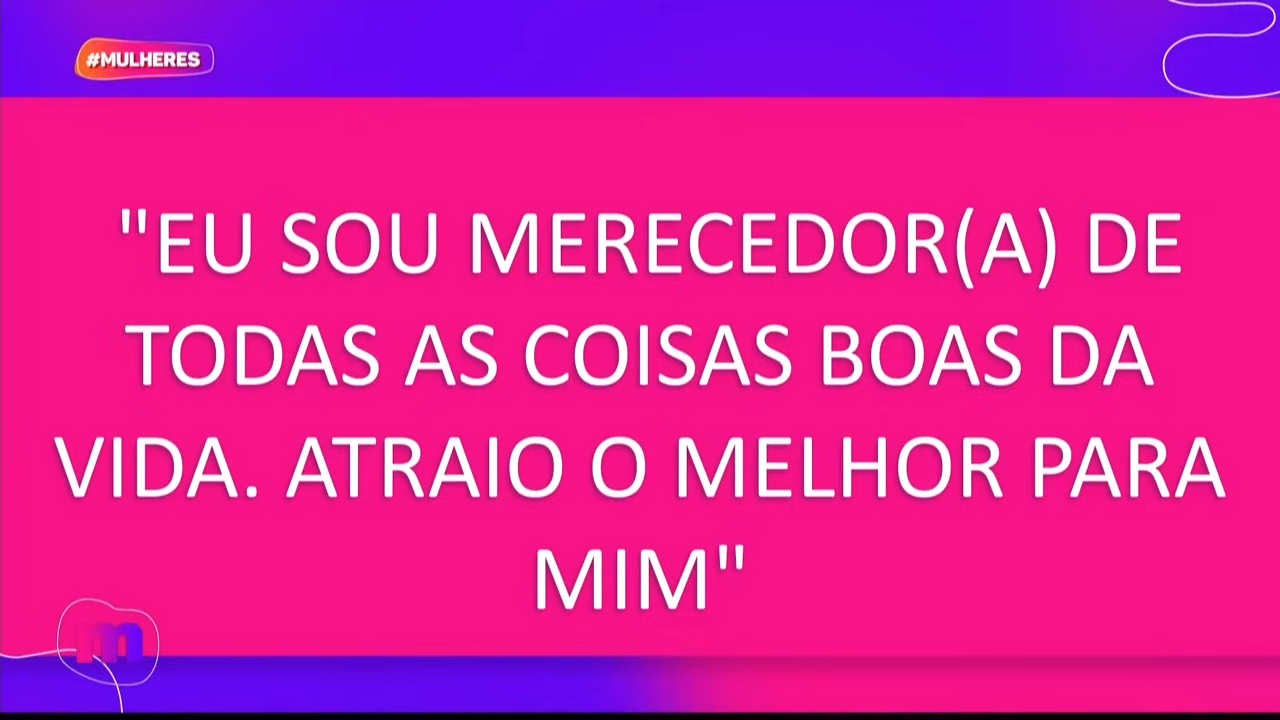 #MULHERES
"EU SOU MERECEDOR(A) DE
TODAS AS COISAS BOAS DA
VIDA. ATRAIO O MELHOR PARA
MIM"
m